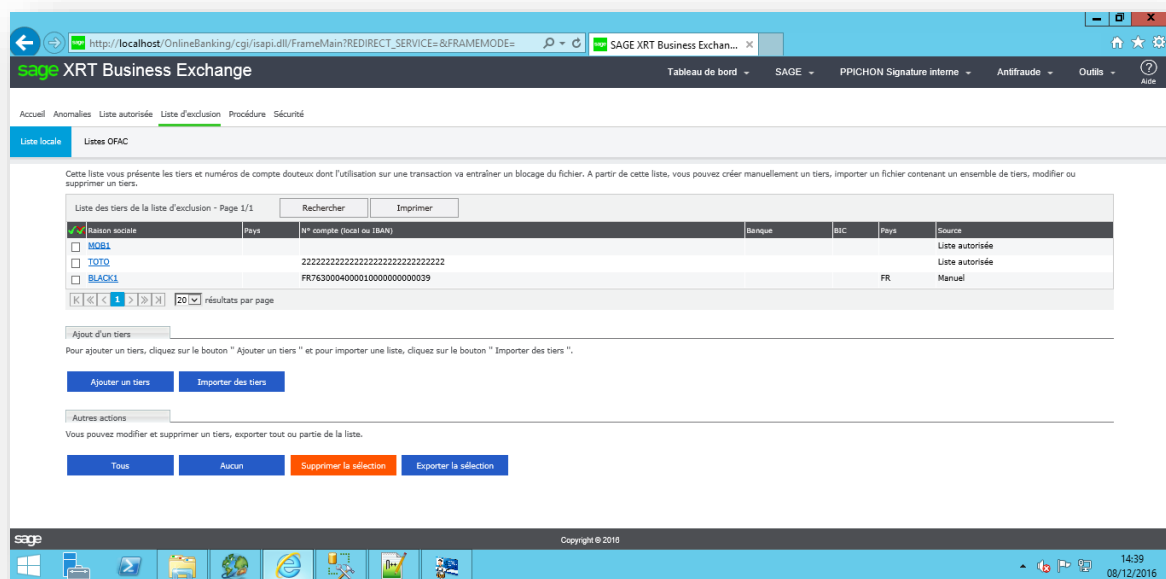 http://localhost/OnlineBanking/cgi/isapi.dll/FrameMain?REDIRECT_SERVICE=&FRAMEMODE=
SAGE XRT Business Exchan...
sage XRT Business Exchange
Tableau de bord
SAGE
PPICHON Signature interne
Antifraude
Outils
Aide
Accueil Anomalies Liste autorisée Liste d'exclusion Procédure Sécurité
Liste locale Listes OFAC
Cette liste vous présente les tiers et numéros de compte douteux dont l'utilisation sur une transaction va entraîner un blocage du fichier. A partir de cette liste, vous pouvez créer manuellement un tiers, importer un fichier contenant un ensemble de tiers, modifier ou
supprimer un tiers.
Liste des tiers de la liste d'exclusion - Page 1/1 Rechercher Imprimer
Raison sociale Pays N° compte (local ou IBAN) Banque BIC Pays Source
MOB1 Liste autorisée
TOTO 2222222222222222222222222222222222 Liste autorisée
BLACK1 FR7630004000010000000000039 FR Manuel
1 20 résultats par page
Ajout d'un tiers
Pour ajouter un tiers, cliquez sur le bouton " Ajouter un tiers " et pour importer une liste, cliquez sur le bouton " Importer des tiers ".
Ajouter un tiers Importer des tiers
Autres actions
Vous pouvez modifier et supprimer un tiers, exporter tout ou partie de la liste.
Tous Aucun Supprimer la sélection Exporter la sélection
sage Copyright © 2016
14:39
08/12/2016